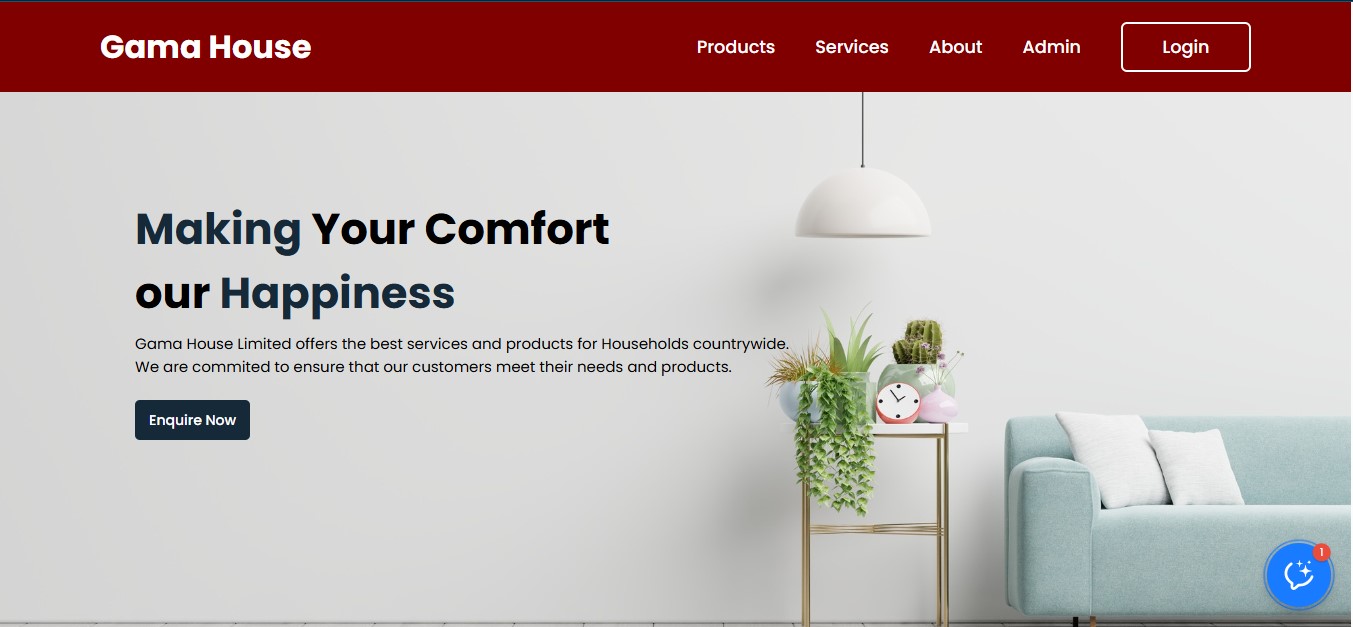 Gama House
Products
Services
About
Admin
Login
Making Your Comfort
our Happiness
Gama House Limited offers the best services and products for Households countrywide.
We are commited to ensure that our customers meet their needs and products.
Enquire Now
1